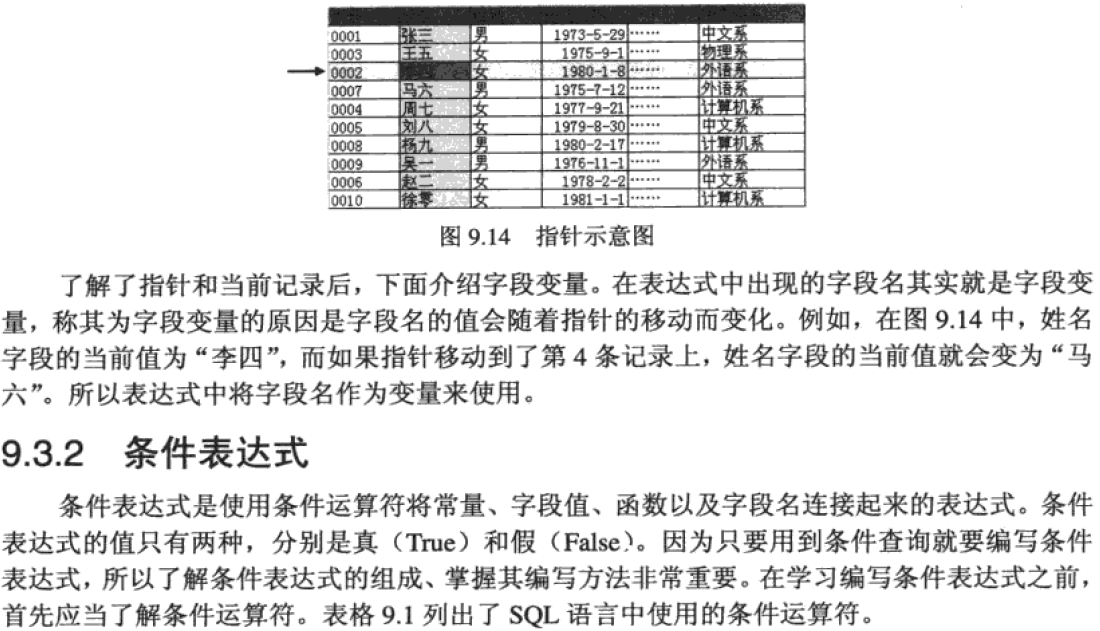 0001 张三 男 1973-5-29 …… 中文系
0003 王五 女 1975-9-1 …… 物理系
0002 女 1980-1-8 …… 外语系
0007 马六 男 1975-7-12 …… 外语系
0004 周七 女 1977-9-21 …… 计算机系
0005 刘八 女 1979-8-30 …… 中文系
0008 杨九 男 1980-2-17 …… 计算机系
0009 吴一 男 1976-11-1 …… 外语系
0006 赵二 女 1978-2-2 …… 中文系
0010 徐零 女 1981-1-1 …… 计算机系
图 9.14 指针示意图
了解了指针和当前记录后，下面介绍字段变量。在表达式中出现的字段名其实就是字段变
量，称其为字段变量的原因是字段名的值会随着指针的移动而变化。例如，在图 9.14 中，姓名
字段的当前值为“李四”，而如果指针移动到了第 4 条记录上，姓名字段的当前值就会变为“马
六”。所以表达式中将字段名作为变量来使用。
9.3.2 条件表达式
条件表达式是使用条件运算符将常量、字段值、函数以及字段名连接起来的表达式。条件
表达式的值只有两种，分别是真（True）和假（False）。因为只要用到条件查询就要编写条件
表达式，所以了解条件表达式的组成、掌握其编写方法非常重要。在学习编写条件表达式之前，
首先应当了解条件运算符。表格 9.1 列出了 SQL 语言中使用的条件运算符。